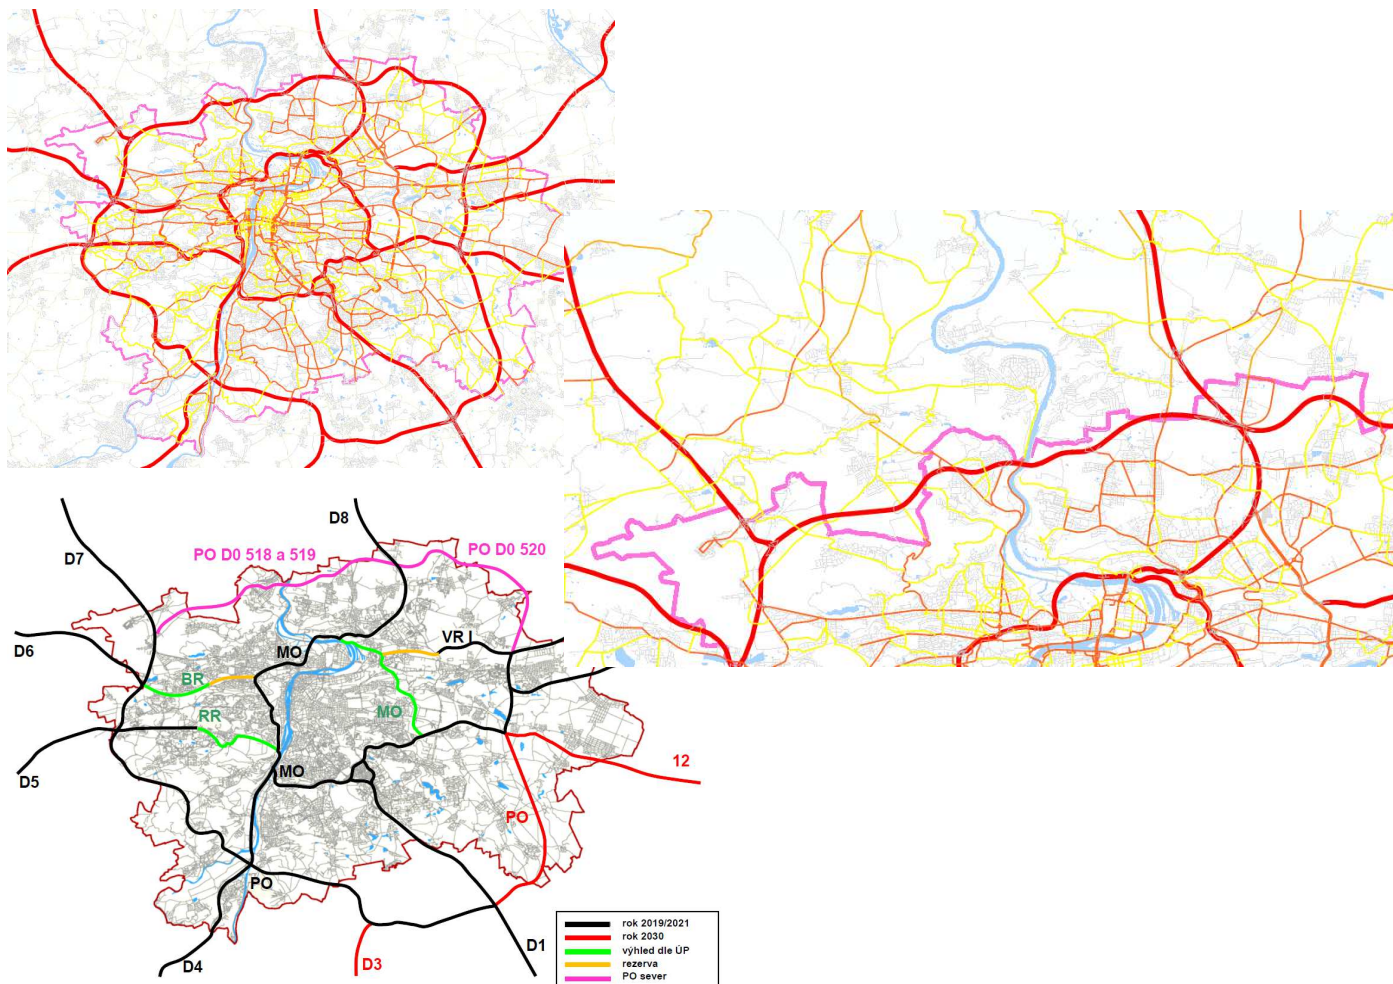 D8
D7
PO D0 518 a 519
PO D0 520
D6
MO
VR I
BR
RR
MO
D5
MO
12
PO
PO
D4
D3
D1
rok 2019/2021
rok 2030
výhled dle ÚP
rezerva
PO sever